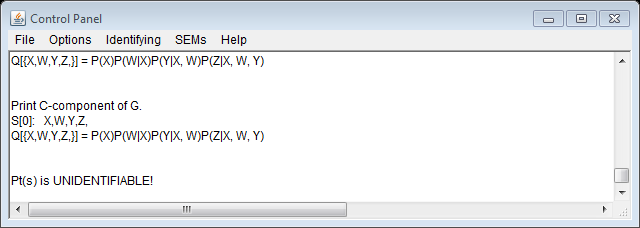 Control Panel
File Options Identifying SEMs Help
Q[{X,W,Y,Z,}] = P(X)P(W|X)P(Y|X, W)P(Z|X, W, Y)
Print C-component of G.
S[0]: X,W,Y,Z,
Q[{X,W,Y,Z,}] = P(X)P(W|X)P(Y|X, W)P(Z|X, W, Y)
Pt(s) is UNIDENTIFIABLE!